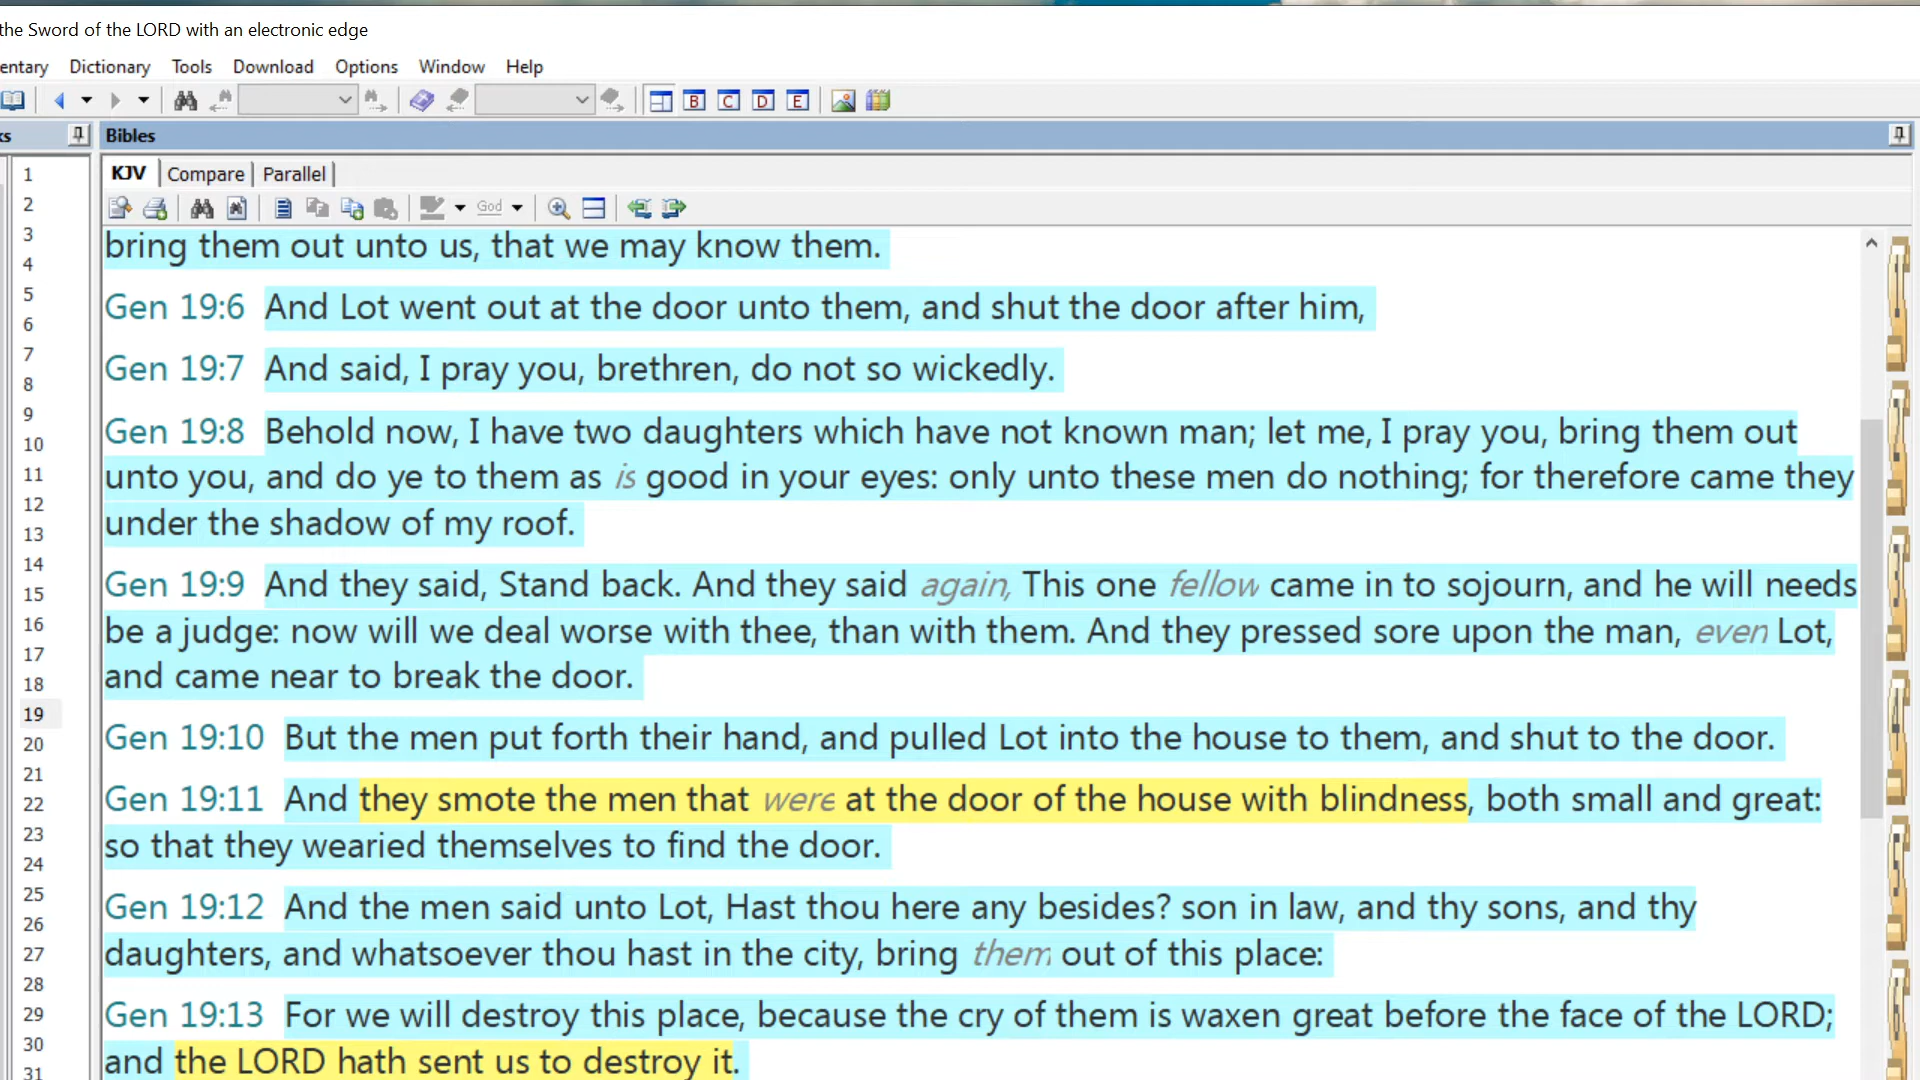 the Sword of the LORD with an electronic edge
entary Dictionary Tools Download Options Window Help
B C D E
ks Bibles
KJV Compare Parallel
God
1
2
3
4
5
6
7
8
9
10
11
12
13
14
15
16
17
18
19
20
21
22
23
24
25
26
27
28
29
30
31
bring them out unto us, that we may know them.
Gen 19:6 And Lot went out at the door unto them, and shut the door after him,
Gen 19:7 And said, I pray you, brethren, do not so wickedly.
Gen 19:8 Behold now, I have two daughters which have not known man; let me, I pray you, bring them out
unto you, and do ye to them as is good in your eyes: only unto these men do nothing; for therefore came they
under the shadow of my roof.
Gen 19:9 And they said, Stand back. And they said again, This one fellow came in to sojourn, and he will needs
be a judge: now will we deal worse with thee, than with them. And they pressed sore upon the man, even Lot,
and came near to break the door.
Gen 19:10 But the men put forth their hand, and pulled Lot into the house to them, and shut to the door.
Gen 19:11 And they smote the men that were at the door of the house with blindness, both small and great:
so that they wearied themselves to find the door.
Gen 19:12 And the men said unto Lot, Hast thou here any besides? son in law, and thy sons, and thy
daughters, and whatsoever thou hast in the city, bring them out of this place:
Gen 19:13 For we will destroy this place, because the cry of them is waxen great before the face of the LORD;
and the LORD hath sent us to destroy it.